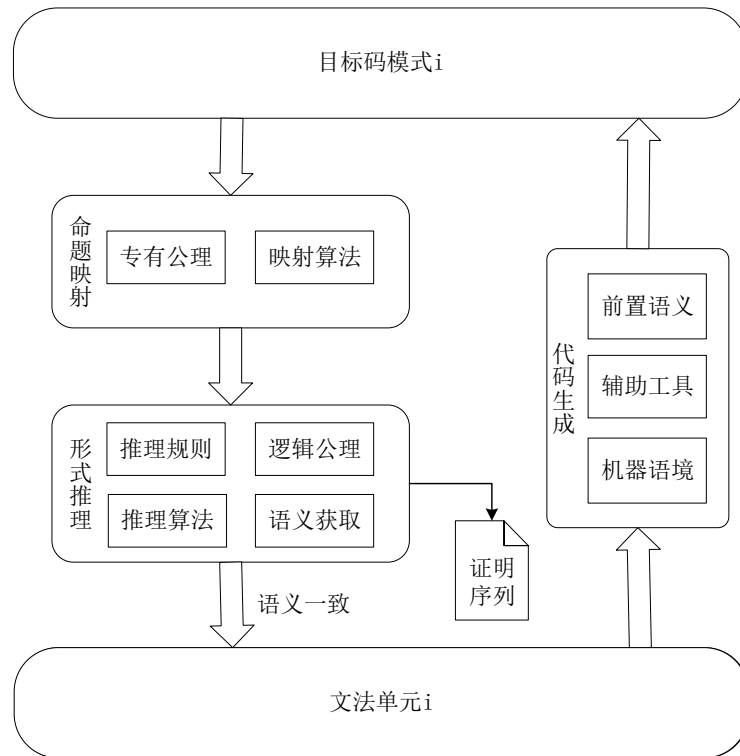 目标码模式i
命题映射
专有公理
映射算法
形式推理
推理规则
逻辑公理
推理算法
语义获取
证明
序列
语义一致
代码生成
前置语义
辅助工具
机器语境
文法单元i